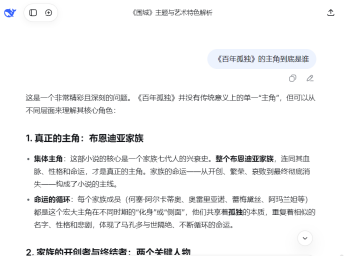 《围城》主题与艺术特色解析
《百年孤独》的主角到底是谁
这是一个非常精彩且深刻的问题。《百年孤独》并没有传统意义上的单一“主角”，但可以从
不同层面来理解其核心角色：
1. 真正的主角：布恩迪亚家族
• 集体主角：这部小说的核心是一个家族七代人的兴衰史。整个布恩迪亚家族，连同其血
脉、性格和命运，才是真正的主角。家族的命运——从开创、繁荣、衰败到最终彻底消
失——构成了小说的主线。
• 命运的循环：每个家族成员（何塞·阿尔卡蒂奥、奥雷里亚诺、蕾梅黛丝、阿玛兰妲等）
都是这个宏大主角在不同时期的“化身”或“侧面”，他们共享着孤独的本质，重复着相似的
名字、性格和悲剧，体现了马孔多与世隔绝、不断循环的命运。
2. 家族的开创者与终结者：两个关键人物